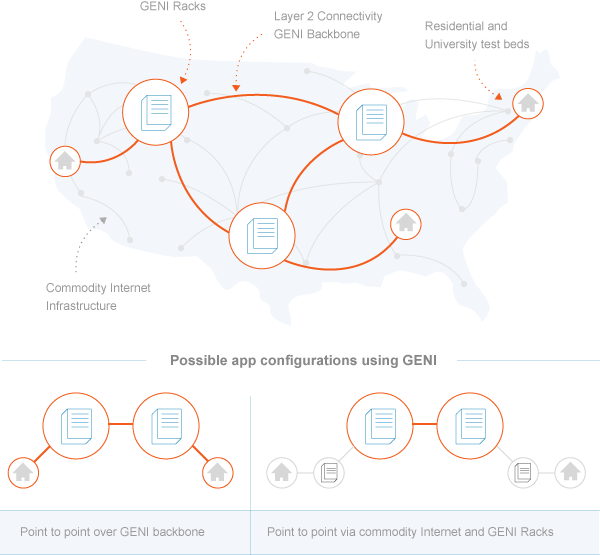 GENI Racks
Layer 2 Connectivity
GENI Backbone
Residential and
University test beds
Commodity Internet
Infrastructure
Possible app configurations using GENI
Point to point over GENI backbone
Point to point via commodity Internet and GENI Racks